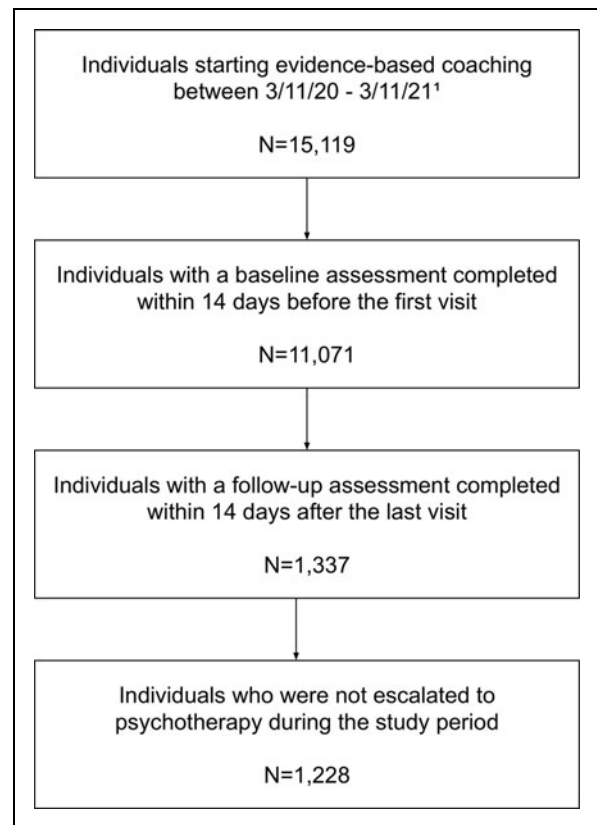 Individuals starting evidence-based coaching
between 3/11/20 - 3/11/21¹
N=15,119
Individuals with a baseline assessment completed
within 14 days before the first visit
N=11,071
Individuals with a follow-up assessment completed
within 14 days after the last visit
N=1,337
Individuals who were not escalated to
psychotherapy during the study period
N=1,228